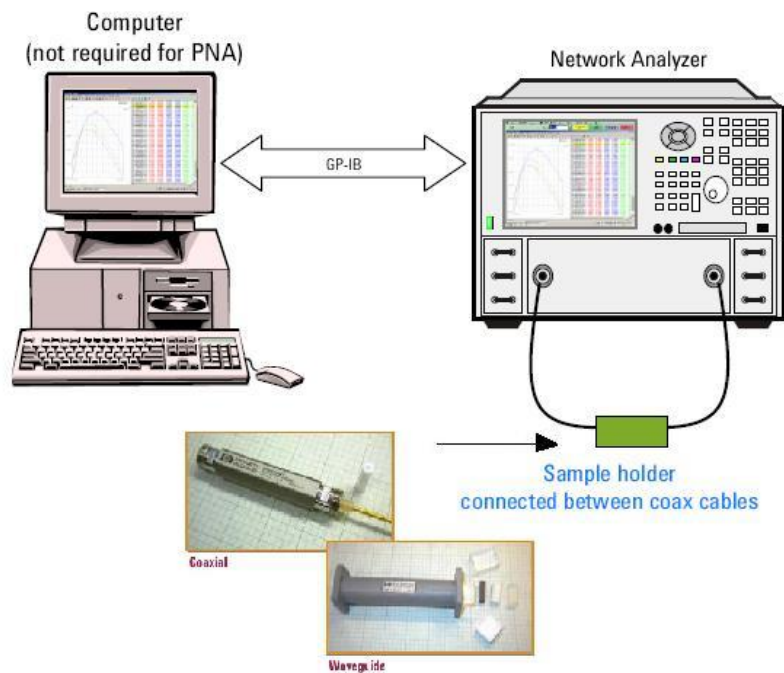 Computer
(not required for PNA)
Network Analyzer
GP-IB
Sample holder
connected between coax cables
Coaxial
Waveguide